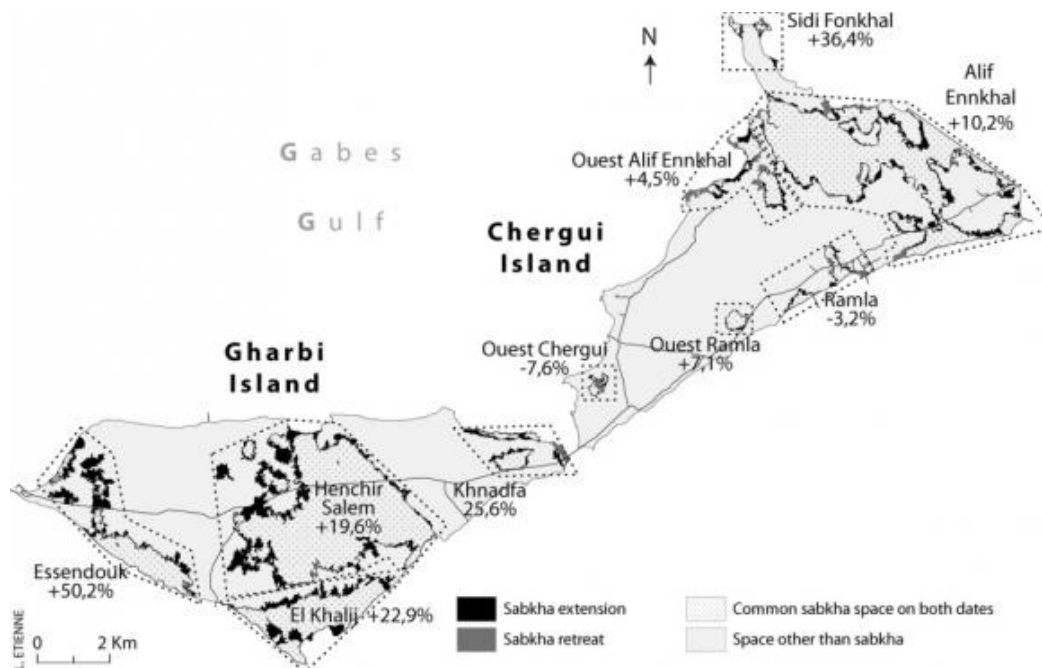 Sidi Fonkhal
+36,4%
N
Alif
Ennkhal
+10,2%
Gabes
Gulf
Ouest Alif Ennkhal
+4,5%
Chergui
Island
Ramla
-3,2%
Ouest Chergui
-7,6%
Ouest Ramla
+7,1%
Gharbi
Island
Henchir
Salem
+19,6%
Khnadfa
25,6%
Essendouk
+50,2%
El Khalij +22,9%
Sabkha extension
Sabkha retreat
Common sabkha space on both dates
Space other than sabkha
0 2 Km
L. ETIENNE